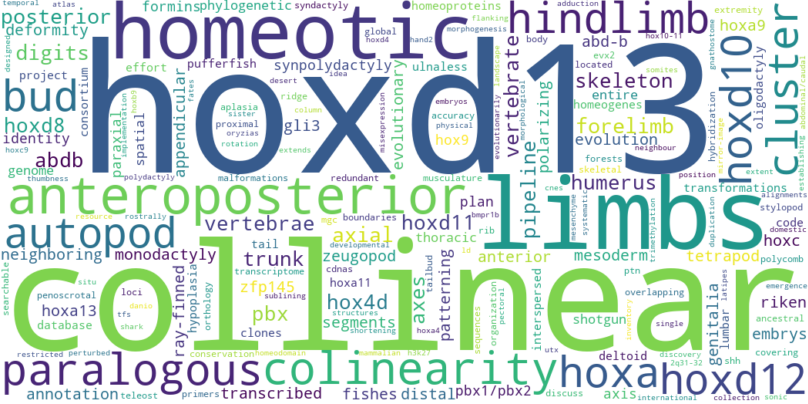 temporal
atlas
formins
phylogenetic
syndactyly
homeoproteins
flanking
adduction
hox10-11
extremity
posterior
deformity
homeotic
global
hoxd4
hand2
morphogenesis
hindlimb
hoxa9
designed
digits
project
effort
pufferfish
synpolydactyly
desert
idea
ulnaless
body
abd-b
evx2
located
gnathostome
somites
cluster
bud
hoxd8
consortium
implementation
hoxb9
fates
aplasia
sister
ridge
column
hoxd13
embryos
landscape
vertebrate
morphological
skeleton
entire
homeogenes
hoxd10
oligodactyly
identity
paraxial
spatial
appendicular
gli3
proximal
oryzias
rotation
extends
misexpression
accuracy
physical
hox9
evolutionary
evolutionarily
polarizing
forelimb
evolution
hybridization
mirror-image
hoxc9
abdb
genome
forests
skeletal
neighbour
extent
establishing
abdominal/caudal
thumbness
polydactyly
malformations
redundant
musculature
cnes
humerus
position
transformations
alignments
anteroposterior
limbs
pipeline
mesenchyme
systematic
stylopod
resource
rostrally
plan
bmpr1b
trimethylation
duplication
code
domestic
autopod
vertebrae
mgc
boundaries
hoxd11
rib
hoxc
neighboring
monodactyly
tail
developmental
axial
thoracic
mesoderm
tetrapod
polycomb
searchable
trunk
transcriptome
zeugopod
id
tailbud
anterior
ptn
emergence
penoscrotal
situ
loci
ray-finned
hypoplasia
orthology
zfp145
cdnas
hoxa11
axes
patterning
organization
pectoral
interspersed
overlapping
genitalia
lumbar
latipes
riken
ancestral
collinear
hoxa13
danio
tfs
database
shark
sublining
pbx
hox4d
structures
segments
shortening
hoxa4
sequences
shotgun
single
embrys
restricted
perturbed
clones
conservation
homeodomain
mammalian
h3k27
utx
deltoid
discovery
shh
2q31-32
covering
paralogous
colinearity
hoxa
hoxd12
annotation
teleost
primers
transcribed
fishes
distal
pbx1/pbx2
discuss
axis
international
collection
sonic